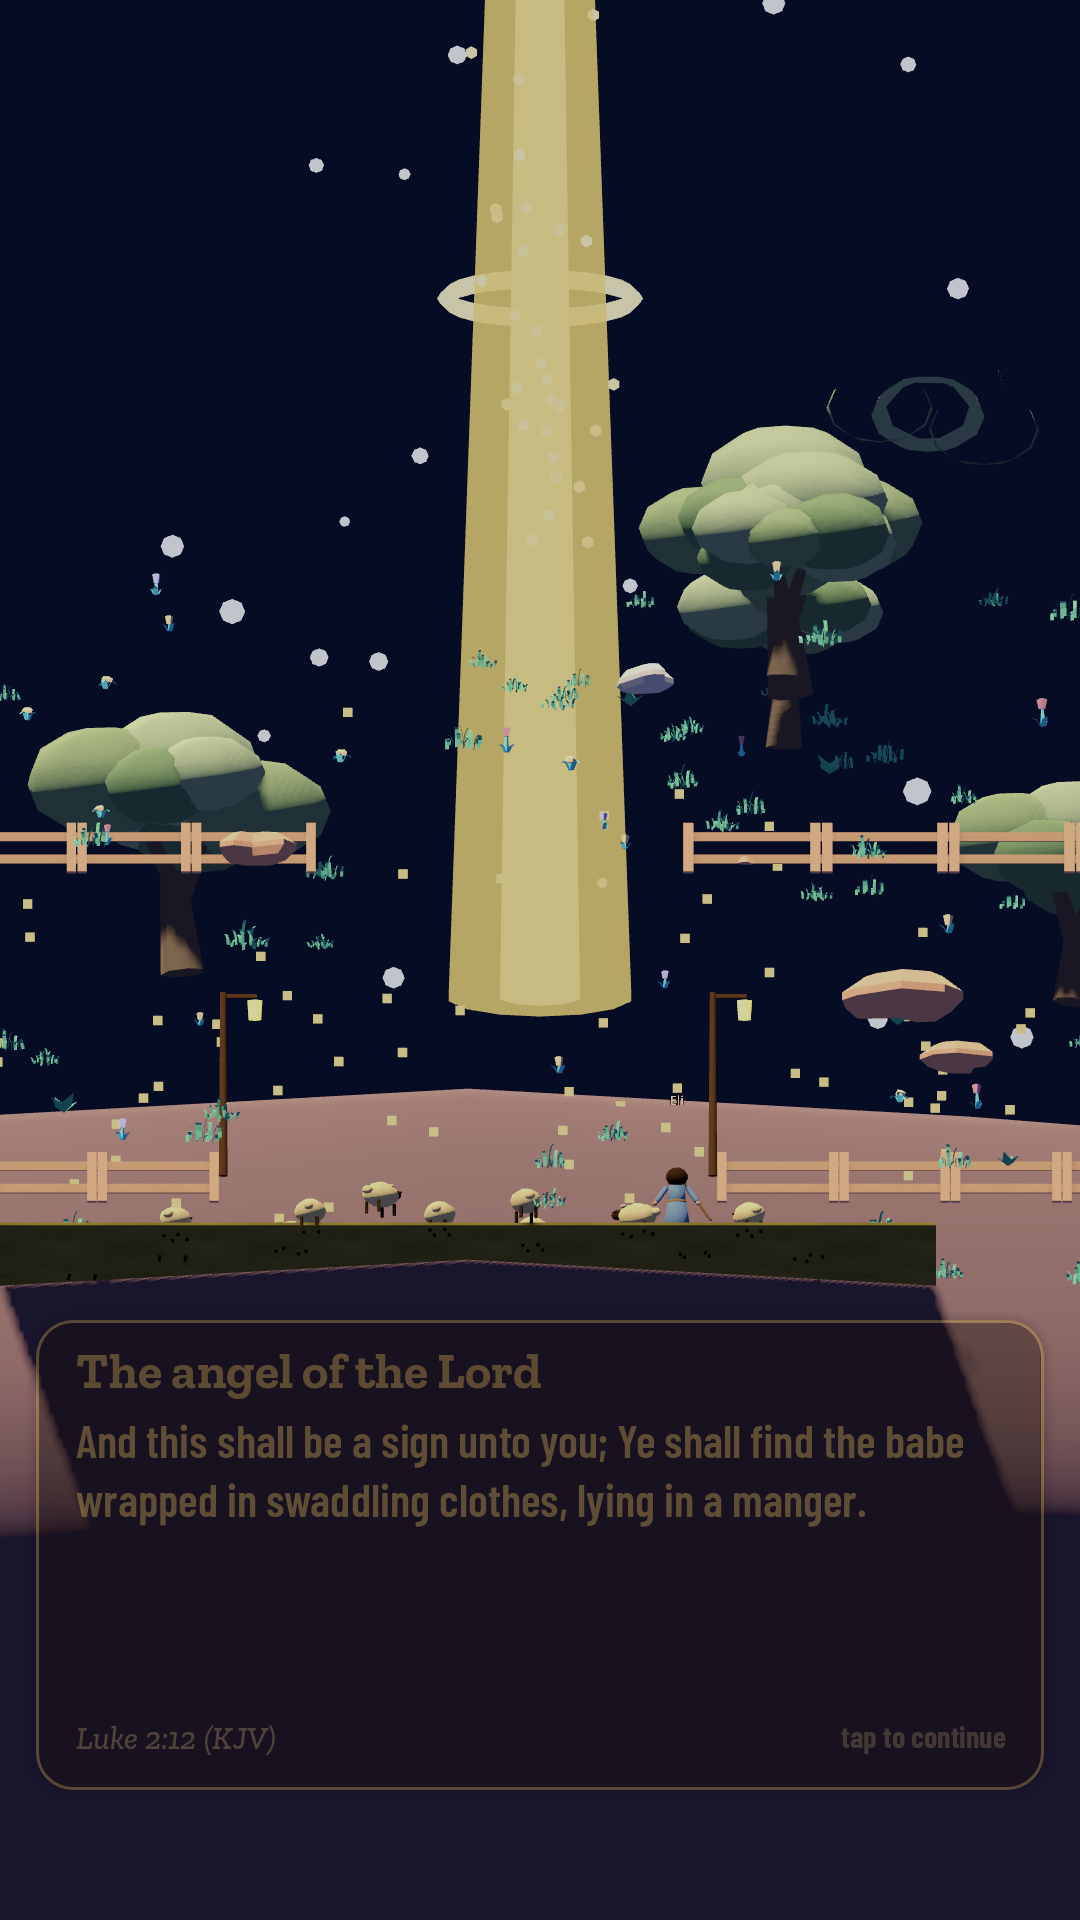 Eli
The angel of the Lord
And this shall be a sign unto you; Ye shall find the babe
wrapped in swaddling clothes, lying in a manger.
Luke 2:12 (KJV)
tap to continue